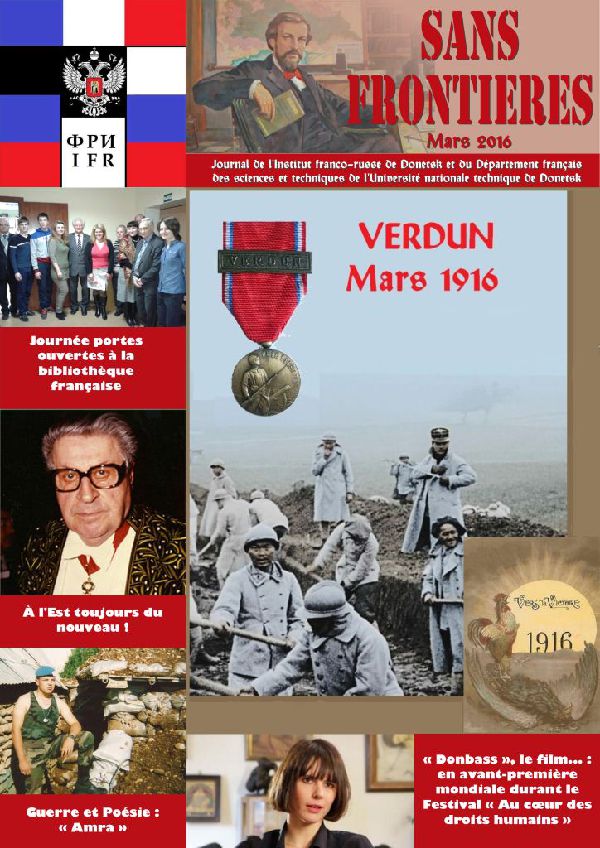 SANS
FRONTIERES
Mars 2016
Journal de l'Institut franco-russe de Donetsk et du Département français
des sciences et techniques de l'Université nationale technique de Donetsk
ФРИ
IFR
VERDUN
Mars 1916
VERDUN
Journée portes
ouvertes à la
bibliothèque
française
À l'Est toujours du
nouveau !
Guerre et Poésie :
« Amra »
1916
« Donbass », le film... :
en avant-première
mondiale durant le
Festival « Au cœur des
droits humains »